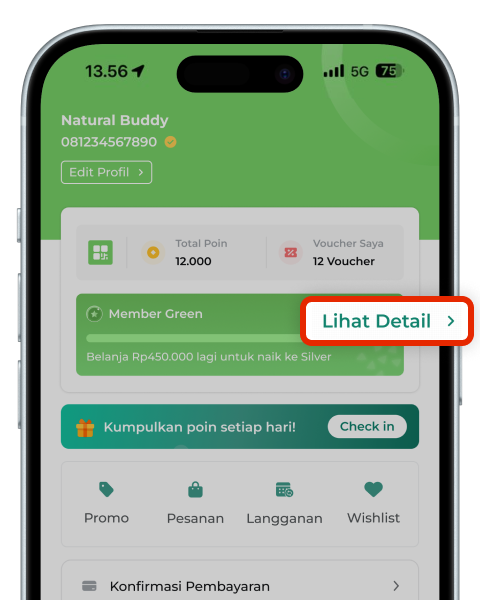 13.56
5G 75
Natural Buddy
081234567890
Edit Profil
Total Poin
12.000
Voucher Saya
12 Voucher
Member Green
Lihat Detail
Belanja Rp450.000 lagi untuk naik ke Silver
Kumpulkan poin setiap hari!
Check in
Promo
Pesanan
Langganan
Wishlist
Konfirmasi Pembayaran